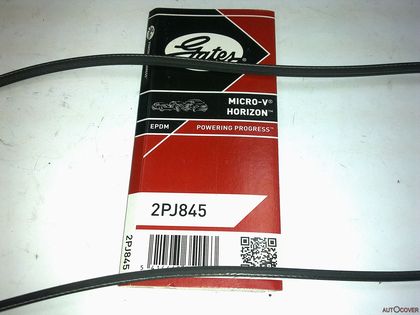 Gates
MICRO-V®
HORIZON™
EPDM
POWERING PROGRESS™
2PJ845
2PJ845
AUTOCOVER